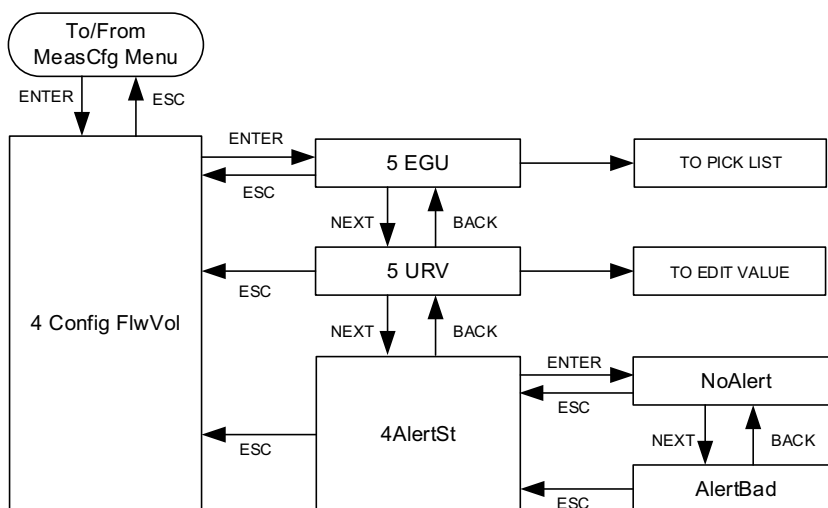 To/From
MeasCfg Menu
ENTER
ESC
ENTER
5 EGU
TO PICK LIST
ESC
NEXT
BACK
5 URV
TO EDIT VALUE
ESC
4 Config FlwVol
NEXT
BACK
ENTER
NoAlert
ESC
4AlertSt
ESC
NEXT
BACK
AlertBad
ESC